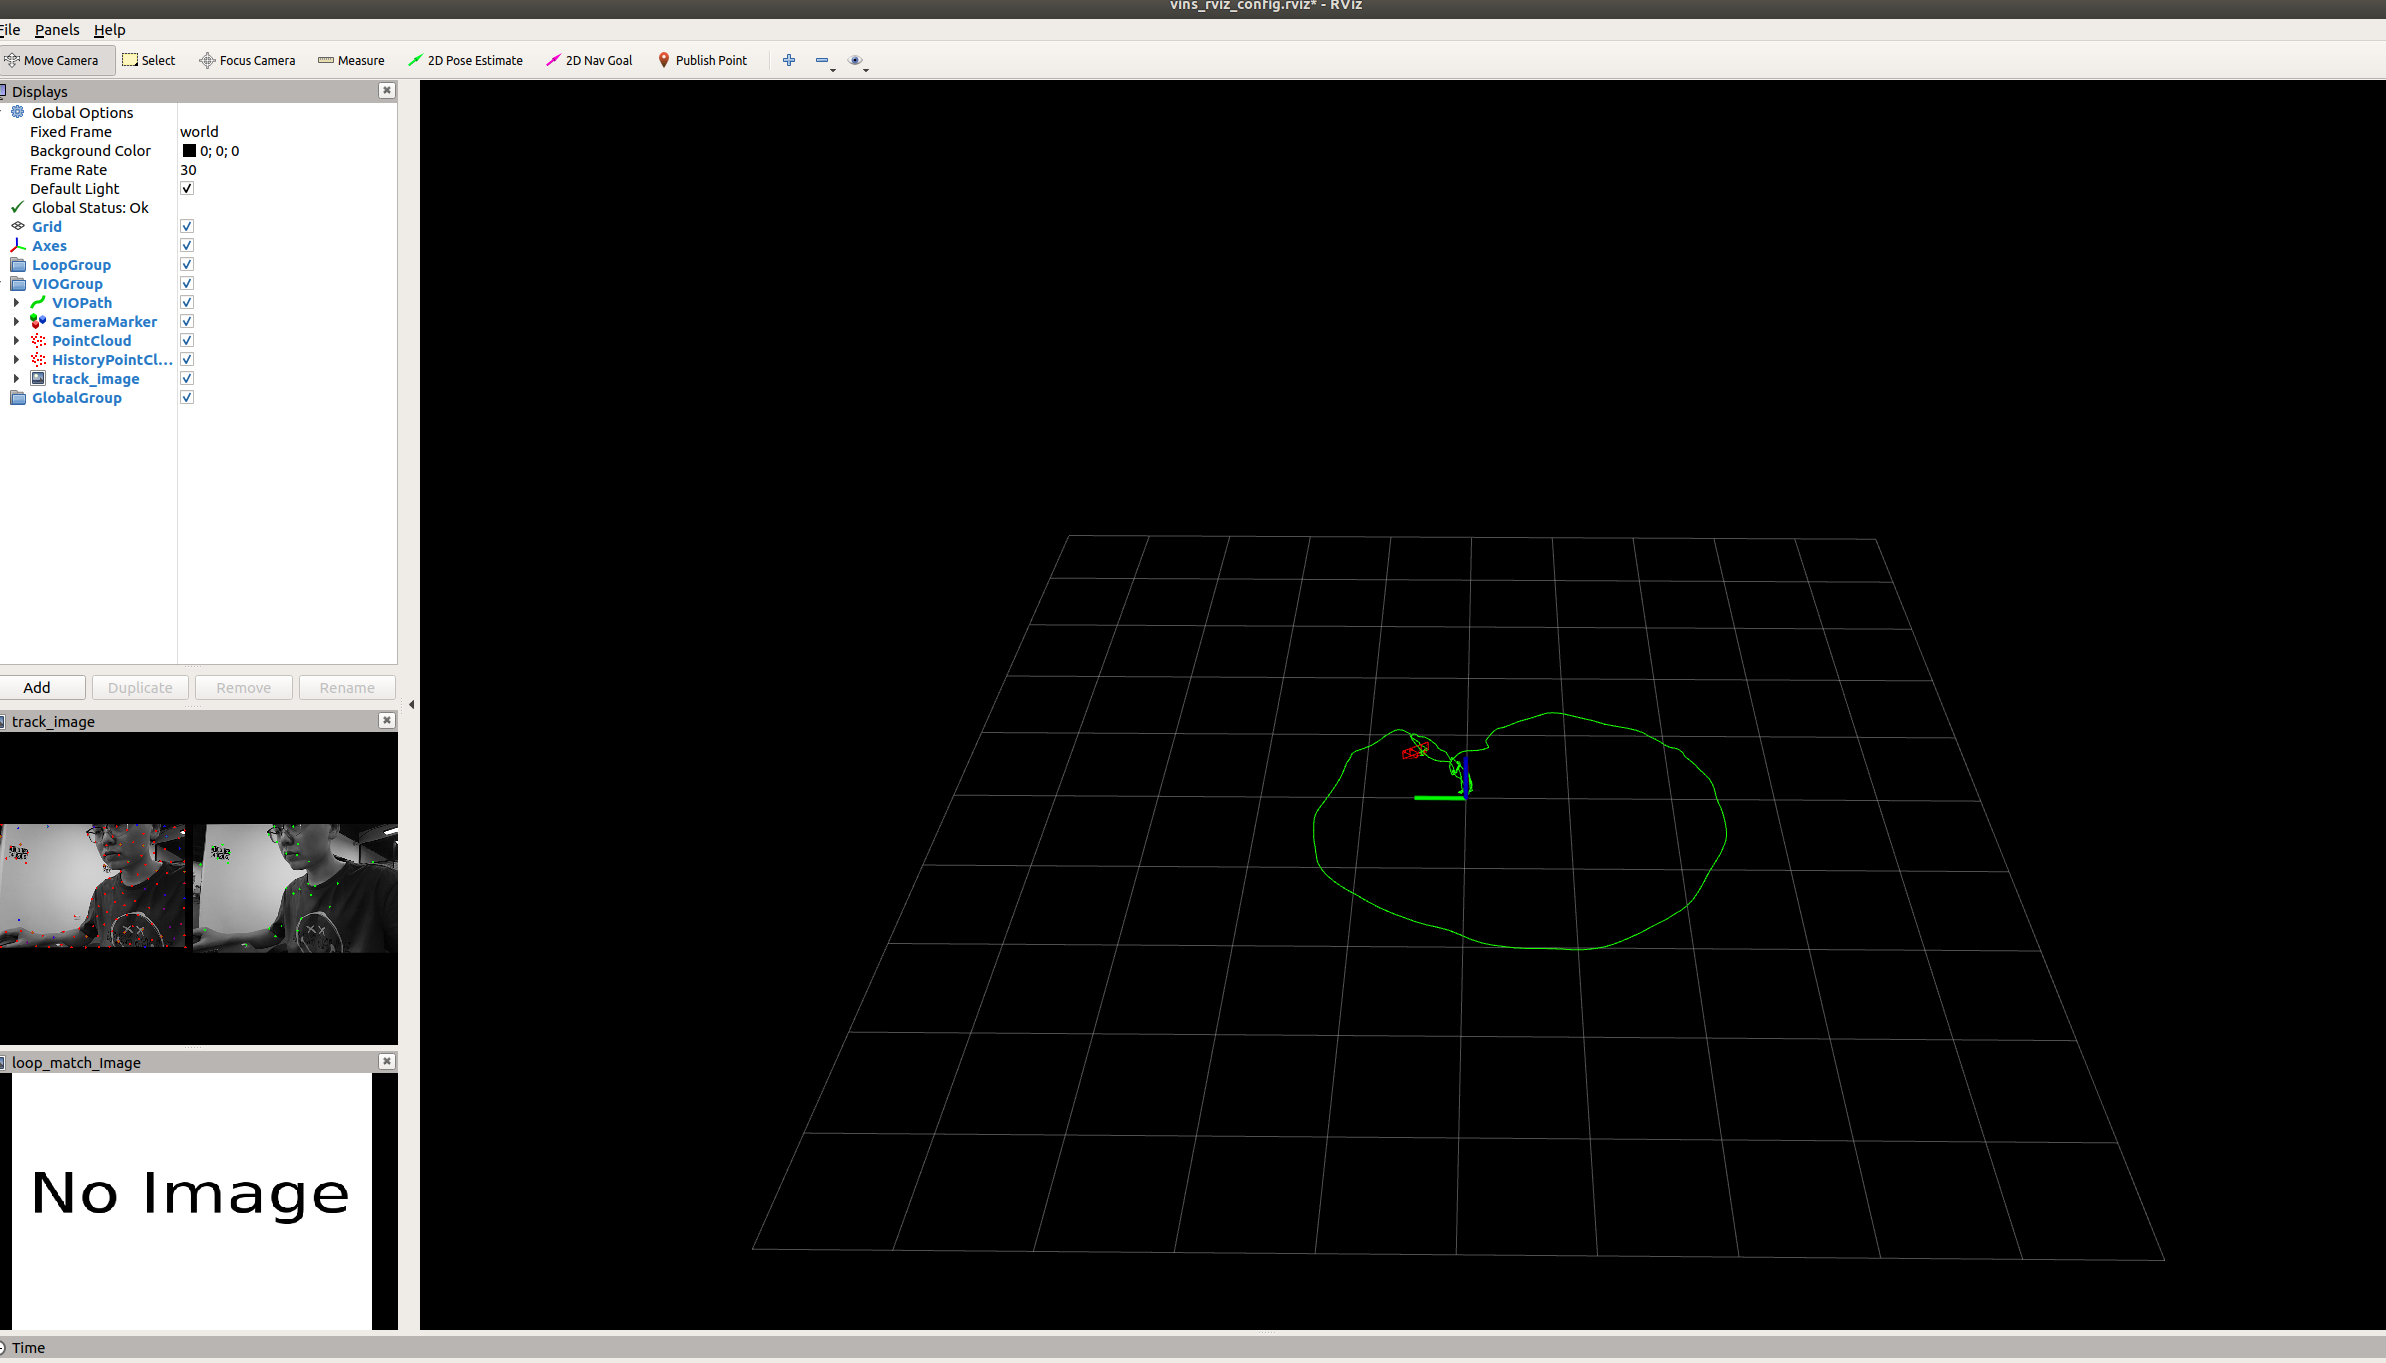 vins_rviz_config.rviz* - RViz
File Panels Help
Move Camera Select Focus Camera Measure 2D Pose Estimate 2D Nav Goal Publish Point
Displays
Global Options
Fixed Frame world
Background Color 0; 0; 0
Frame Rate 30
Default Light
Global Status: Ok
Grid
Axes
LoopGroup
VIOGroup
VIOPath
CameraMarker
PointCloud
HistoryPointCl...
track_image
GlobalGroup
Add Duplicate Remove Rename
track_image
loop_match_Image
No Image
Time